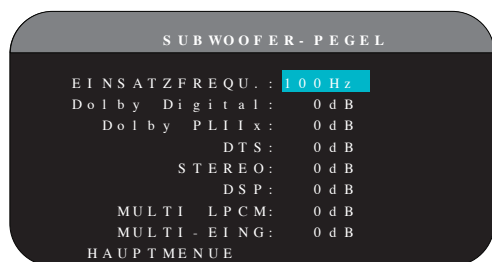 SUBWOOFER-PEGEL
EINSATZFREQU.: 100Hz
Dolby Digital: 0dB
Dolby PLIIx: 0dB
DTS: 0dB
STEREO: 0dB
DSP: 0dB
MULTI LPCM: 0dB
MULTI-EING: 0dB
HAUPTMENUE